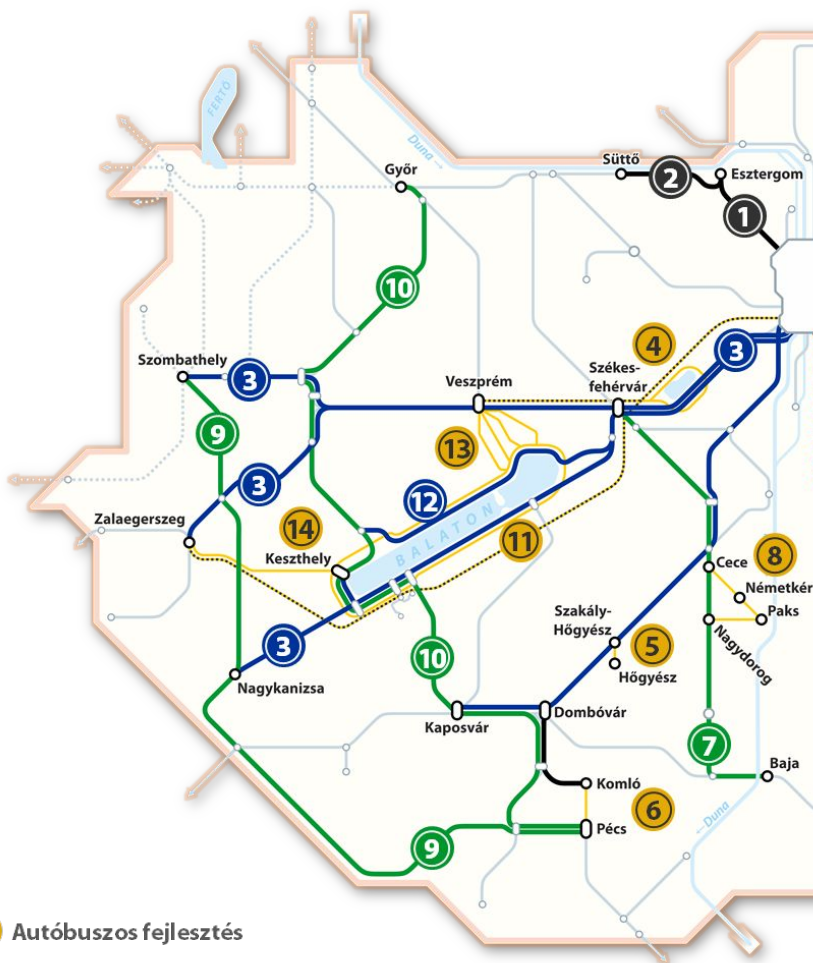 FERTŐ
Duna →
Győr
Süttő
2
Esztergom
1
10
4
3
Szombathely
3
Veszprém
Székes-
fehérvár
9
13
3
12
Zalaegerszeg
14
Keszthely
BALATON
11
Cece
8
Németkér
Szakály-
Hőgyész
5
Paks
Nagydorog
3
10
Hőgyész
Nagykanizsa
Kaposvár
Dombóvár
7
Baja
Komló
6
←Duna
9
Pécs
Autóbuszos fejlesztés